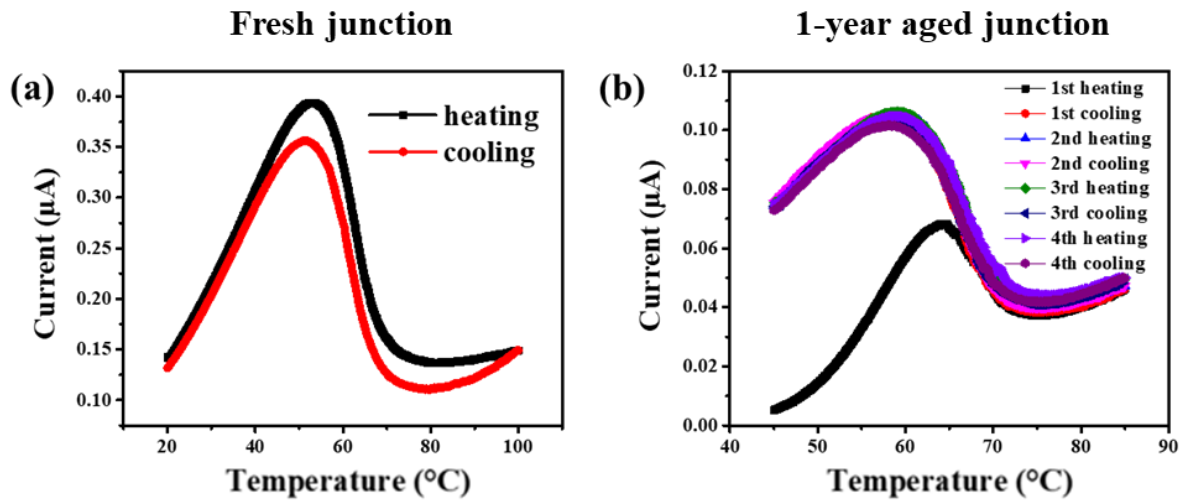 Fresh junction
1-year aged junction
(a)
0.40
0.35
0.30
0.25
0.20
0.15
0.10
Current (μA)
heating
cooling
20 40 60 80 100
Temperature (°C)
(b)
0.12
0.10
0.08
0.06
0.04
0.02
0.00
Current (μA)
1st heating
1st cooling
2nd heating
2nd cooling
3rd heating
3rd cooling
4th heating
4th cooling
40 50 60 70 80 90
Temperature (°C)